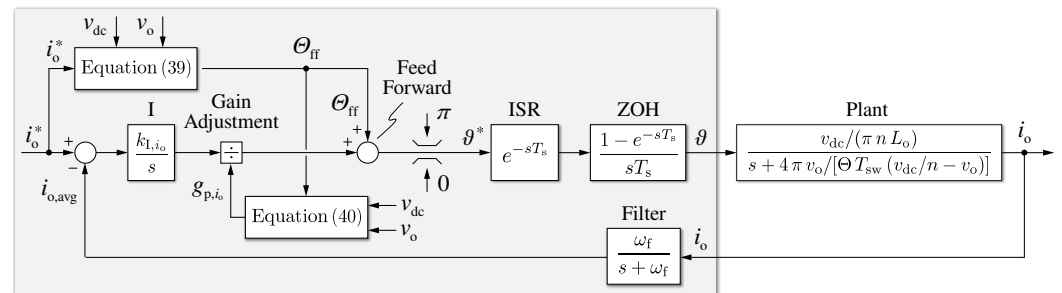 v_dc v_o
i_o^*
Equation (39)
Θ_ff
Feed
Forward
I
Gain
Adjustment
Θ_ff
π
ISR
ZOH
Plant
i_o^*
+
−
k_{I,i_o} / s
÷
+
+
ϑ^*
e^{-sT_s}
1 − e^{-sT_s} / sT_s
ϑ
v_dc/(π n L_o) / s + 4 π v_o/[Θ T_sw (v_dc/n − v_o)]
i_o
0
i_{o,avg}
g_{p,i_o}
Equation (40)
v_dc
v_o
Filter
ω_f / s + ω_f
i_o